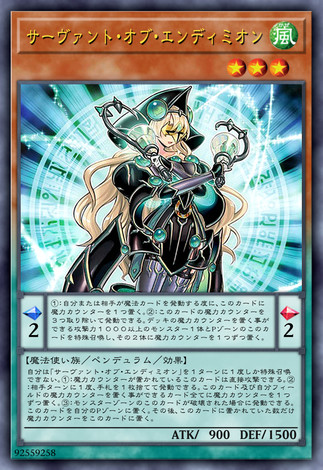 サーヴァント・オブ・エンディミオン
風
①:自分または相手が魔法カードを発動する度に、このカードに
魔力カウンターを1つ置く。②:このカードの魔力カウンターを
3つ取り除いて発動できる。デッキの魔力カウンターを置く事が
できる攻撃力1000以上のモンスター1体とPゾーンのこの
カードを特殊召喚し、その2体に魔力カウンターを1つずつ置く。
2
2
【魔法使い族/ペンデュラム/効果】
自分は「サーヴァント・オブ・エンディミオン」を1ターンに1度しか特殊召喚
できない。①:魔力カウンターが置かれているこのカードは直接攻撃できる。②
:相手ターンに1度、手札を1枚捨てて発動できる。このカード及び自分フィール
ドの魔力カウンターを置く事ができるカード全てに魔力カウンターを1つずつ
置く。③:モンスターゾーンのこのカードが破壊された場合に発動できる。
このカードを自分のPゾーンに置く。その後、このカードに置かれていた数だけ
魔力カウンターをこのカードに置く。
ATK/ 900 DEF/1500
92559258